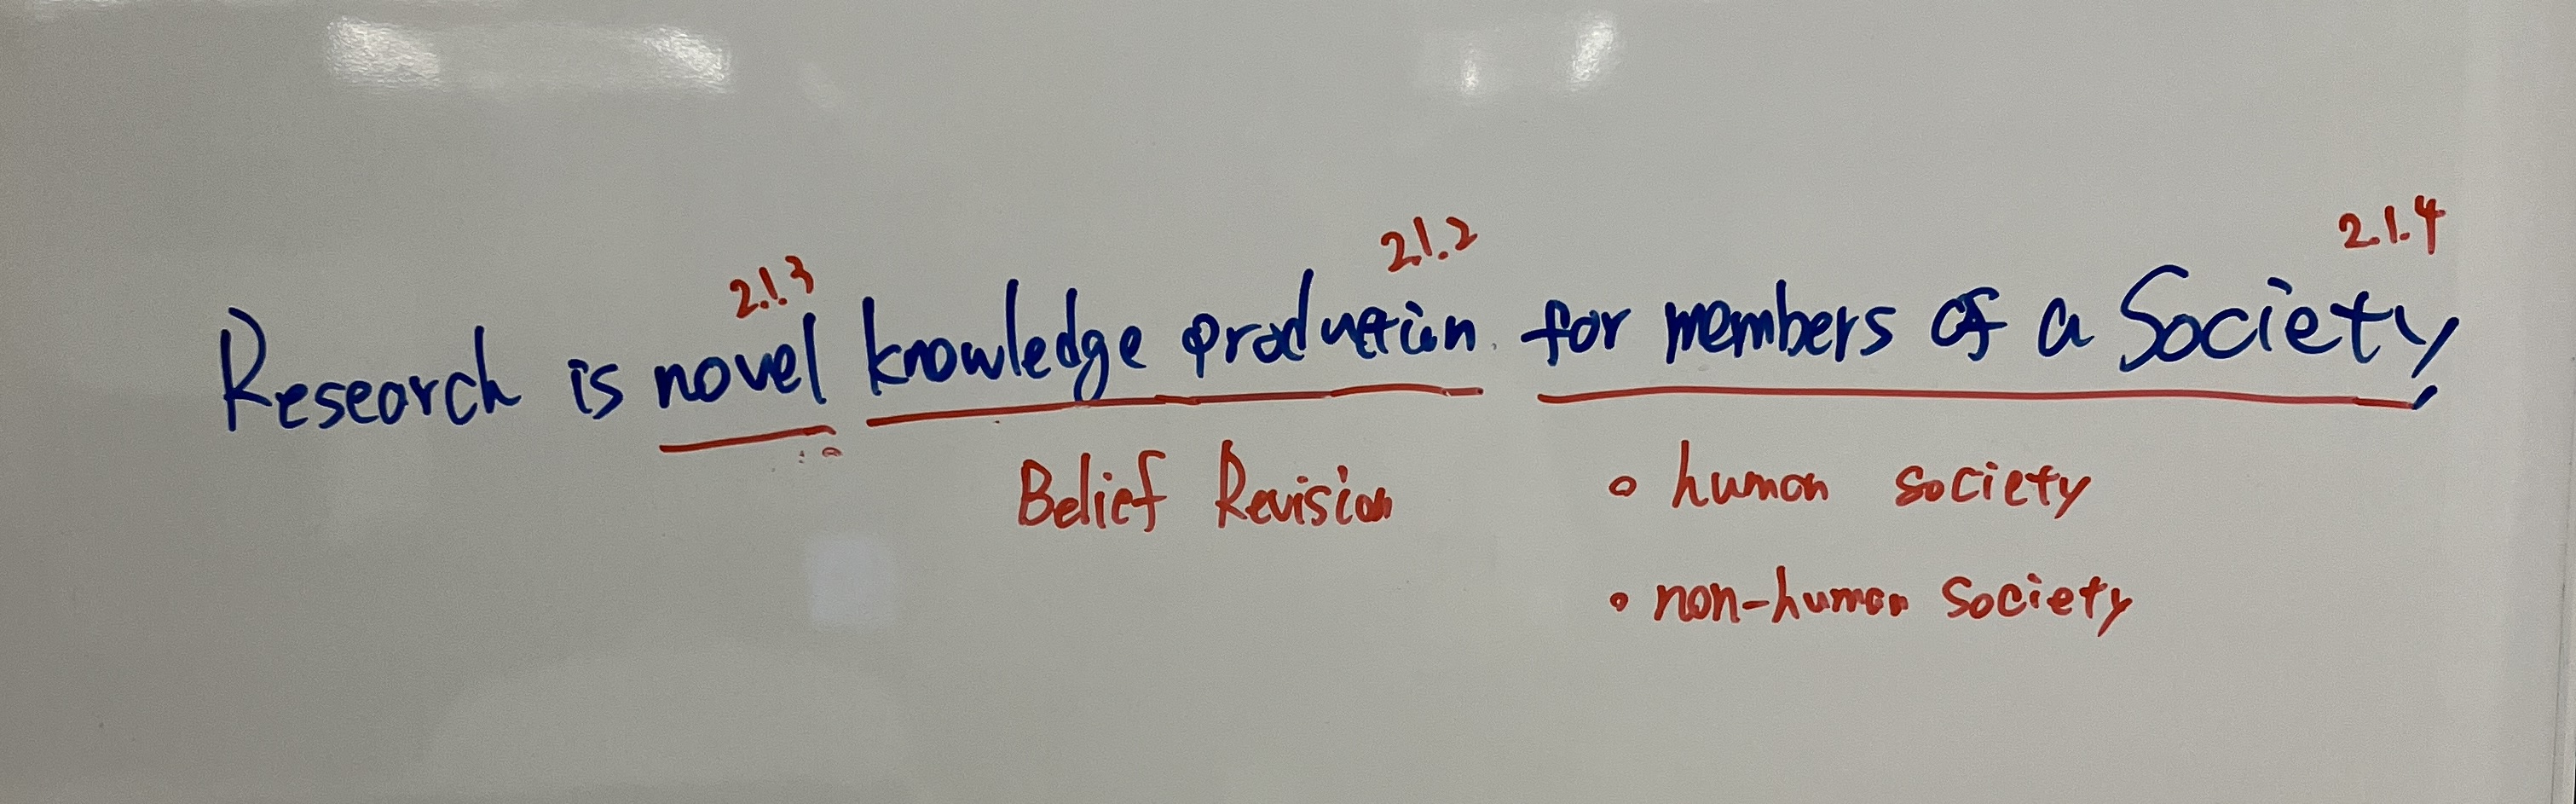 2.1.3 2.1.2 2.1.4
Research is novel knowledge production for members of a Society
Belief Revision
human society
non-human society